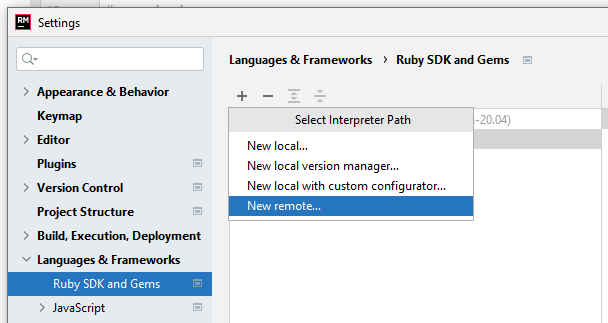 RM Settings
Languages & Frameworks › Ruby SDK and Gems
Appearance & Behavior
Keymap
Editor
Plugins
Version Control
Project Structure
Build, Execution, Deployment
Languages & Frameworks
Ruby SDK and Gems
JavaScript
Select Interpreter Path
-20.04)
New local...
New local version manager...
New local with custom configurator...
New remote...